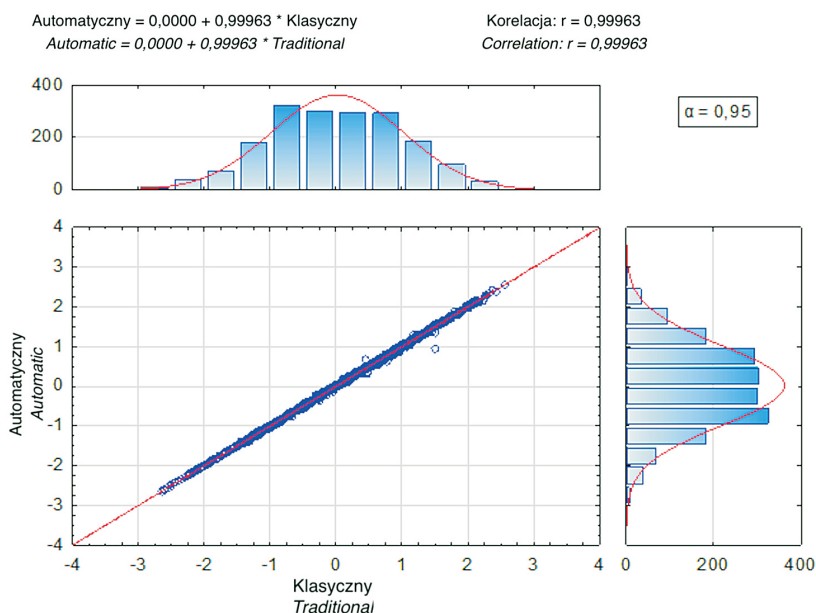 Automatyczny = 0,0000 + 0,99963 * Klasyczny
Automatic = 0,0000 + 0,99963 * Traditional
Korelacja: r = 0,99963
Correlation: r = 0,99963
400
200
0
α = 0,95
4
3
2
1
0
-1
-2
-3
-4
Automatyczny
Automatic
-4 -3 -2 -1 0 1 2 3 4
0 200 400
Klasyczny
Traditional